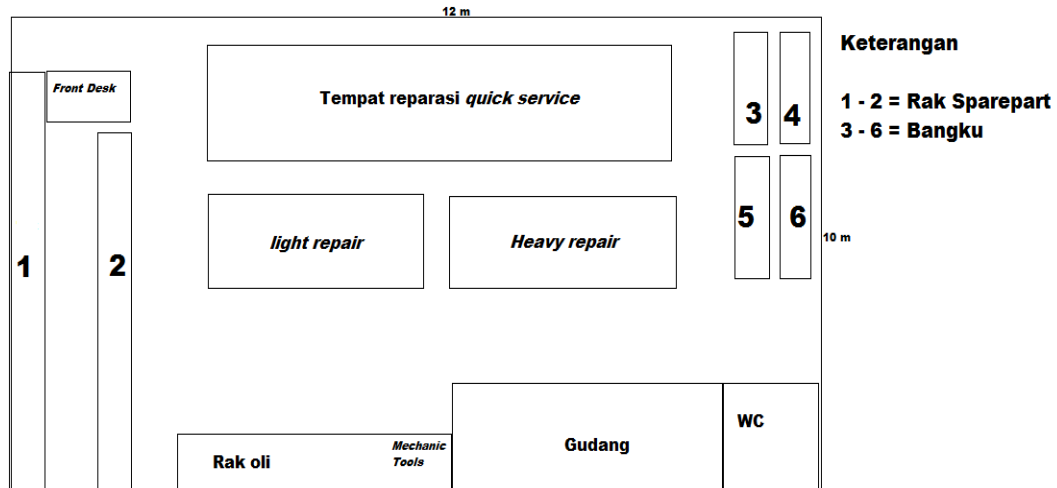 12 m
Keterangan
Front Desk
Tempat reparasi quick service
1 - 2 = Rak Sparepart
3
4
3 - 6 = Bangku
5
6
10 m
light repair
Heavy repair
1
2
WC
Gudang
Mechanic
Tools
Rak oli